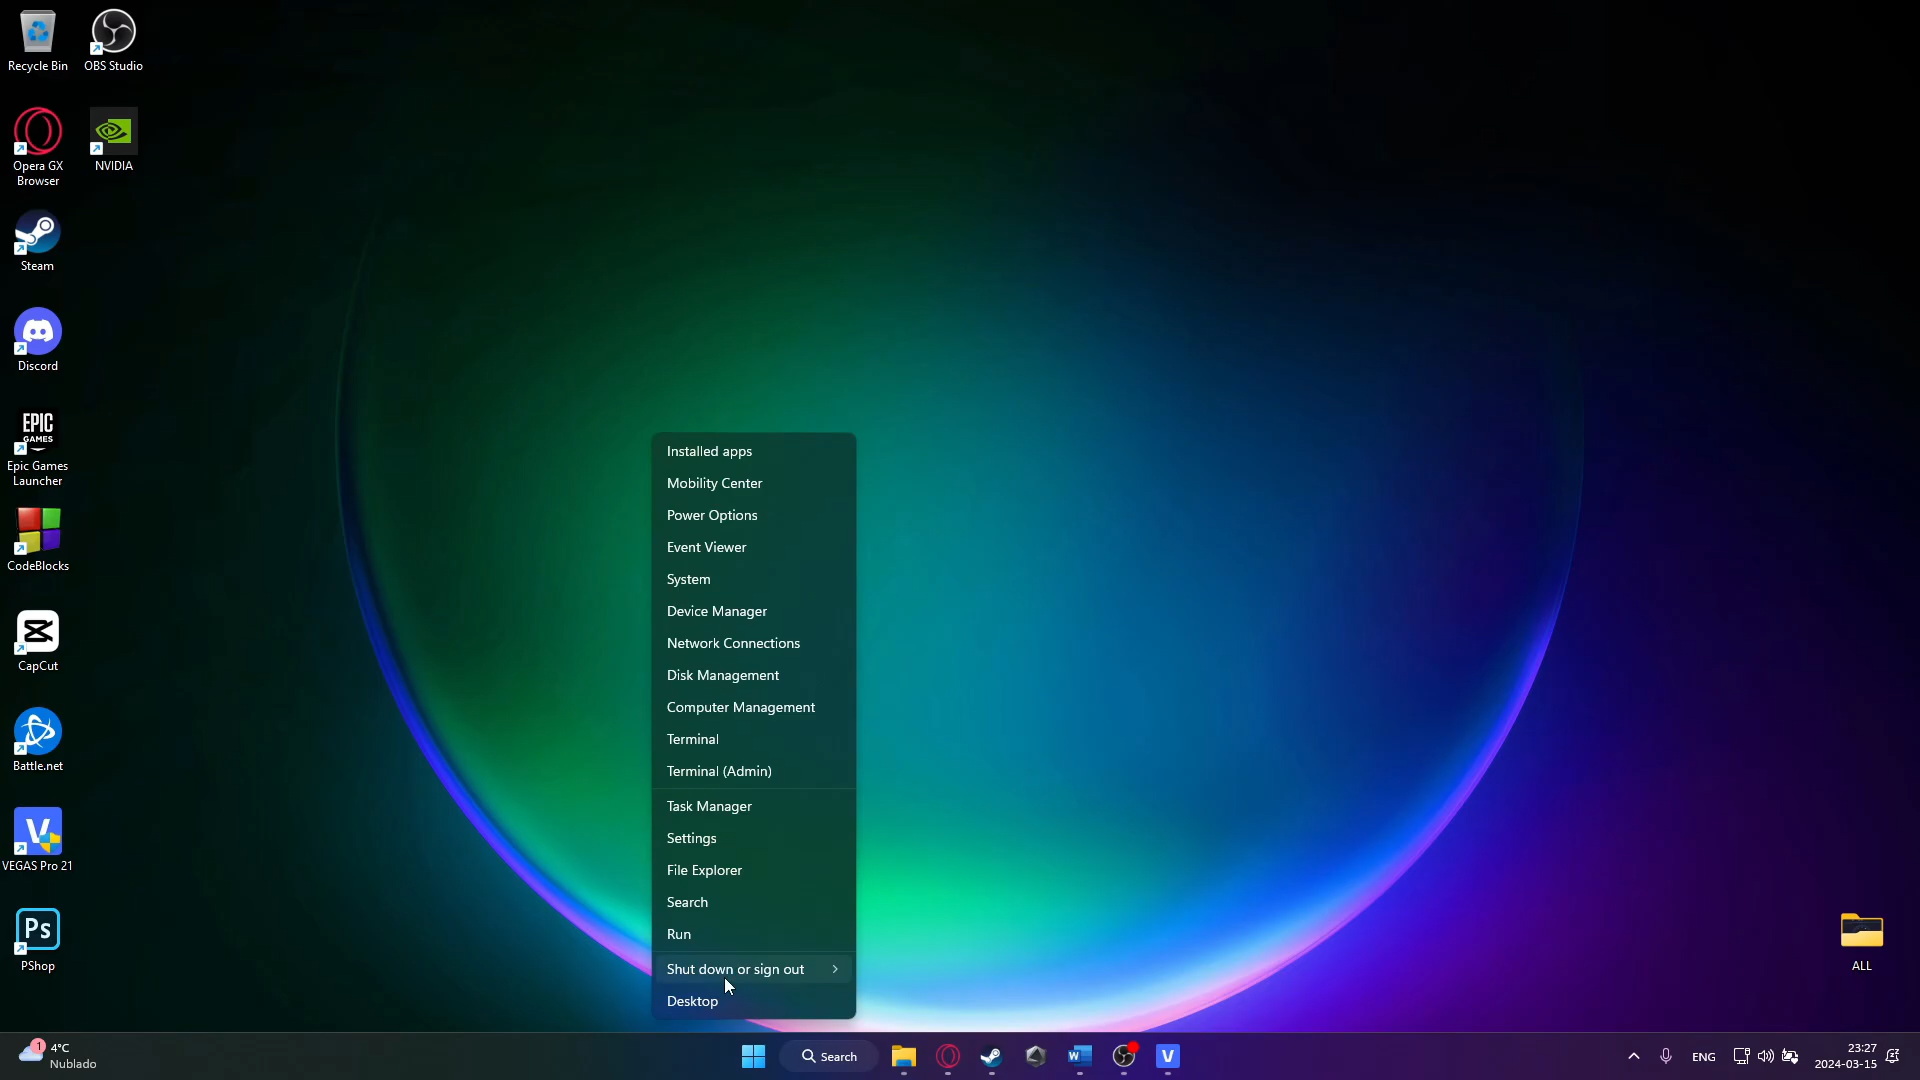 Recycle Bin
OBS Studio
Opera GX
Browser
NVIDIA
Steam
Discord
EPIC
GAMES
Epic Games
Launcher
CodeBlocks
CapCut
Battle.net
V
VEGAS Pro 21
Ps
PShop
Installed apps
Mobility Center
Power Options
Event Viewer
System
Device Manager
Network Connections
Disk Management
Computer Management
Terminal
Terminal (Admin)
Task Manager
Settings
File Explorer
Search
Run
Shut down or sign out
Desktop
ALL
1
4°C
Nublado
Search
W
V
ENG
23:27
2024-03-15